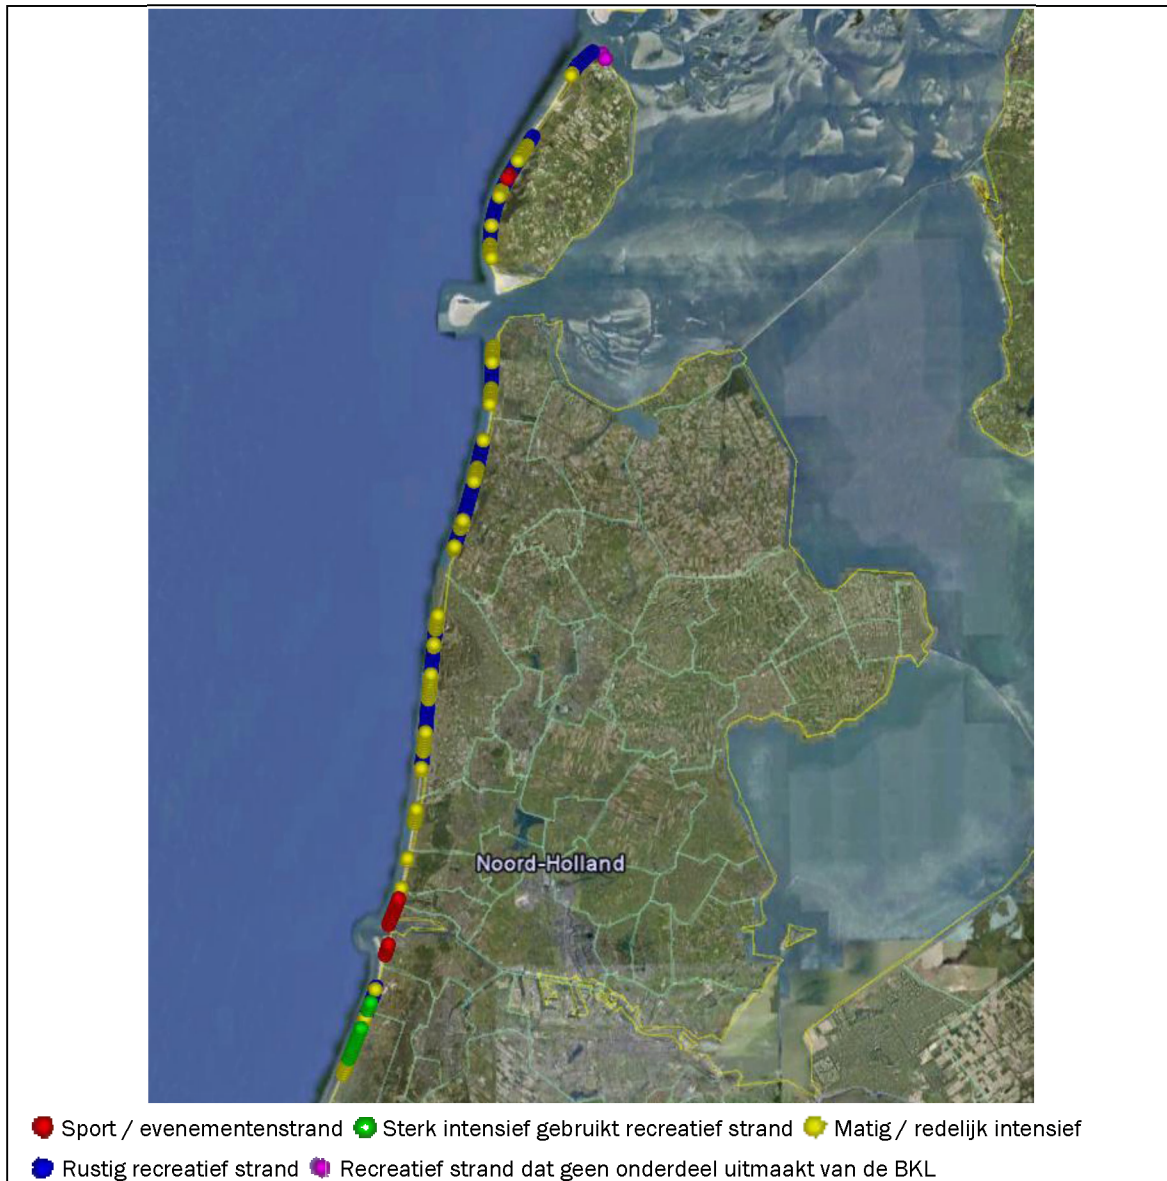 Noord-Holland
Sport / evenementenstrand Sterk intensief gebruikt recreatief strand Matig / redelijk intensief
Rustig recreatief strand Recreatief strand dat geen onderdeel uitmaakt van de BKL